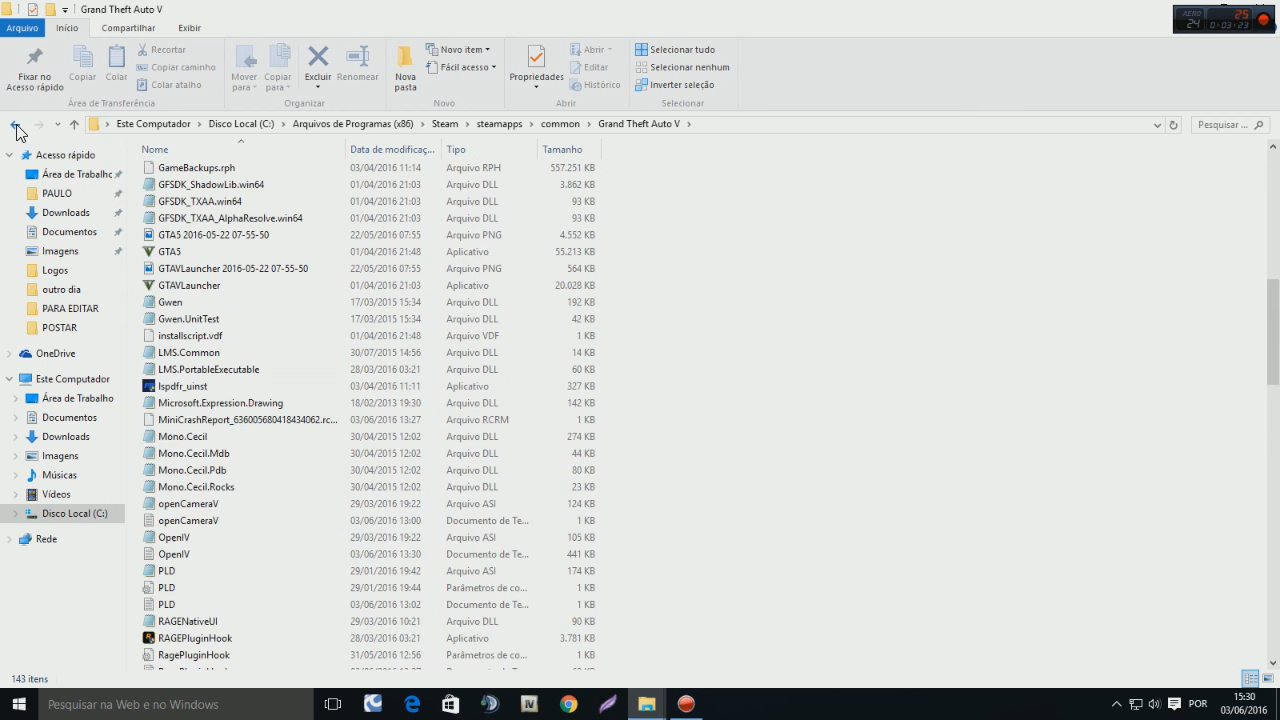 Grand Theft Auto V
AERO 24 25 0:03:23
Arquivo Início Compartilhar Exibir
Fixar no Acesso rápido
Copiar
Colar
Recortar
Copiar caminho
Colar atalho
Área de Transferência
Mover para
Copiar para
Excluir
Renomear
Organizar
Nova pasta
Novo item
Fácil acesso
Novo
Propriedades
Abrir
Editar
Histórico
Abrir
Selecionar tudo
Selecionar nenhum
Inverter seleção
Selecionar
Este Computador Disco Local (C:) Arquivos de Programas (x86) Steam steamapps common Grand Theft Auto V
Pesquisar ...
Acesso rápido
Área de Trabalho
PAULO
Downloads
Documentos
Imagens
Logos
outro dia
PARA EDITAR
POSTAR
OneDrive
Este Computador
Área de Trabalho
Documentos
Downloads
Imagens
Músicas
Vídeos
Disco Local (C:)
Rede
Nome Data de modificaç... Tipo Tamanho
GameBackups.rph 03/04/2016 11:14 Arquivo RPH 557.251 KB
GFSDK_ShadowLib.win64 01/04/2016 21:03 Arquivo DLL 3.862 KB
GFSDK_TXAA.win64 01/04/2016 21:03 Arquivo DLL 93 KB
GFSDK_TXAA_AlphaResolve.win64 01/04/2016 21:03 Arquivo DLL 93 KB
GTA5 2016-05-22 07-55-50 22/05/2016 07:55 Arquivo PNG 4.552 KB
GTA5 01/04/2016 21:48 Aplicativo 55.213 KB
GTAVLauncher 2016-05-22 07-55-50 22/05/2016 07:55 Arquivo PNG 564 KB
GTAVLauncher 01/04/2016 21:03 Aplicativo 20.028 KB
Gwen 17/03/2015 15:34 Arquivo DLL 192 KB
Gwen.UnitTest 17/03/2015 15:34 Arquivo DLL 42 KB
installscript.vdf 01/04/2016 21:48 Arquivo VDF 1 KB
LMS.Common 30/07/2015 14:56 Arquivo DLL 14 KB
LMS.PortableExecutable 28/03/2016 03:21 Arquivo DLL 60 KB
lspdfr_uinst 03/04/2016 11:11 Aplicativo 327 KB
Microsoft.Expression.Drawing 18/02/2013 19:30 Arquivo DLL 142 KB
MiniCrashReport_636005680418434062.rc... 03/06/2016 13:27 Arquivo RCRM 1 KB
Mono.Cecil 30/04/2015 12:02 Arquivo DLL 274 KB
Mono.Cecil.Mdb 30/04/2015 12:02 Arquivo DLL 44 KB
Mono.Cecil.Pdb 30/04/2015 12:02 Arquivo DLL 80 KB
Mono.Cecil.Rocks 30/04/2015 12:02 Arquivo DLL 23 KB
openCameraV 29/03/2016 19:22 Arquivo ASI 124 KB
openCameraV 03/06/2016 13:00 Documento de Te... 1 KB
OpenIV 29/03/2016 19:22 Arquivo ASI 105 KB
OpenIV 03/06/2016 13:30 Documento de Te... 441 KB
PLD 29/01/2016 19:42 Arquivo ASI 174 KB
PLD 29/01/2016 19:44 Parâmetros de co... 1 KB
PLD 03/06/2016 13:02 Documento de Te... 1 KB
RAGENativeUI 29/03/2016 10:21 Arquivo DLL 90 KB
RAGEPluginHook 28/03/2016 03:21 Aplicativo 3.781 KB
RagePluginHook 31/05/2016 12:56 Parâmetros de co... 1 KB
143 itens
Pesquisar na Web e no Windows
POR
15:30
03/06/2016